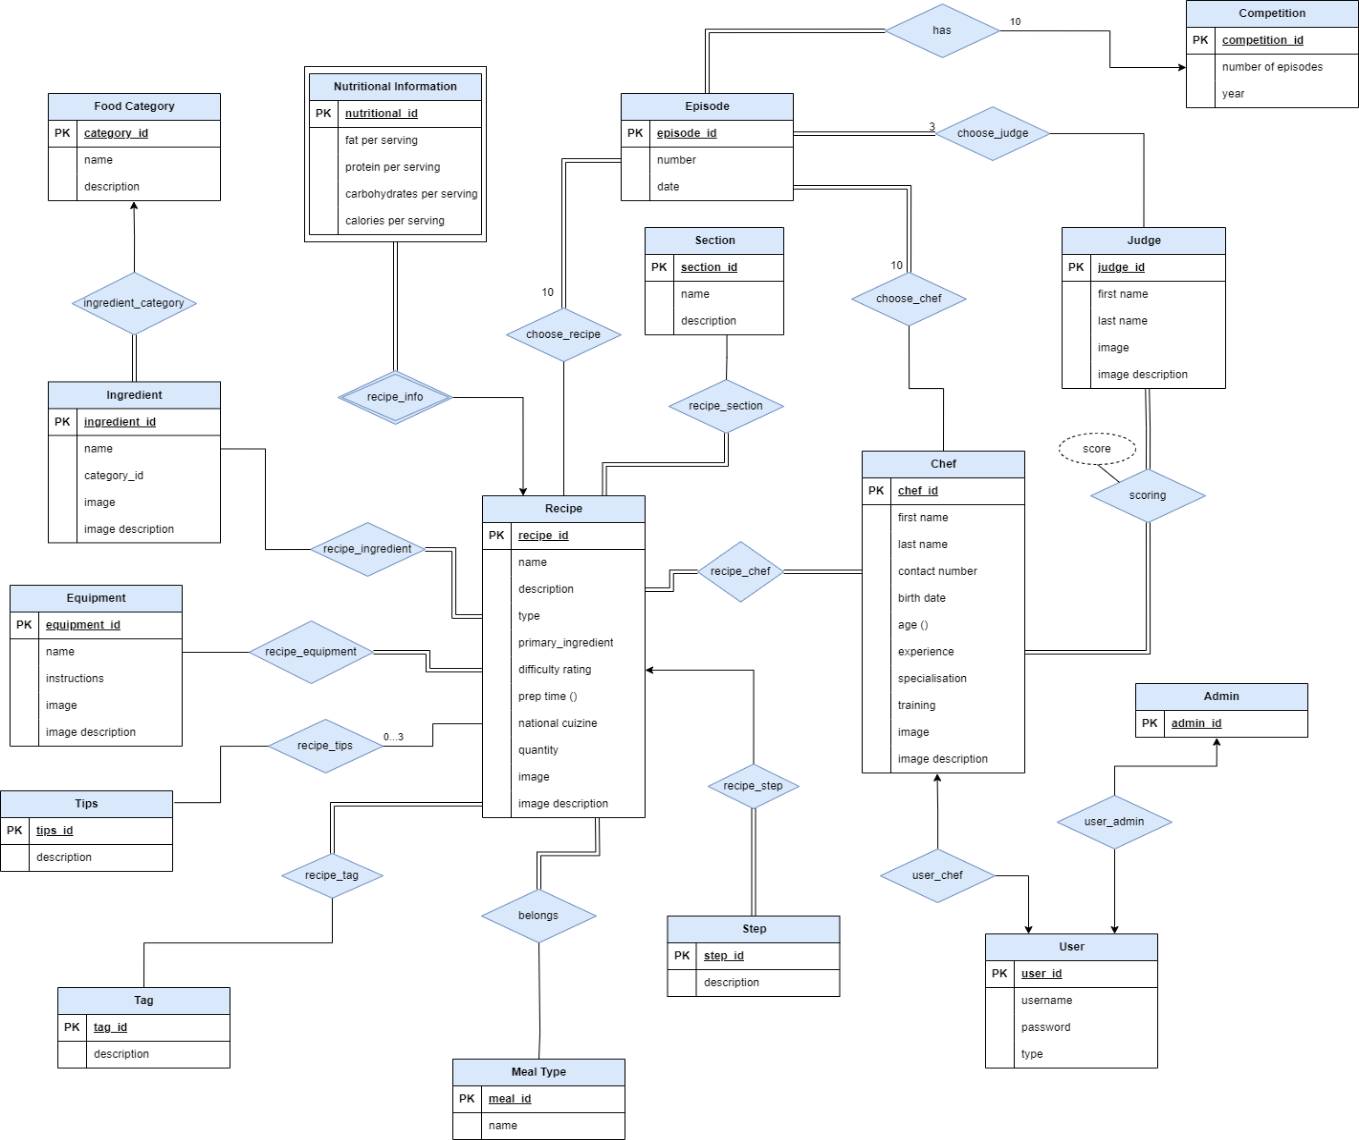 Competition
PK competition_id
number of episodes
year
has
10
Nutritional Information
PK nutritional_id
fat per serving
protein per serving
carbohydrates per serving
calories per serving
Food Category
PK category_id
name
description
Episode
PK episode_id
number
date
3
choose_judge
Section
PK section_id
name
description
Judge
PK judge_id
first name
last name
image
image description
10
choose_chef
ingredient_category
10
choose_recipe
recipe_info
recipe_section
Ingredient
PK ingredient_id
name
category_id
image
image description
score
scoring
Chef
PK chef_id
first name
last name
contact number
birth date
age ()
experience
specialisation
training
image
image description
Recipe
PK recipe_id
name
description
type
primary_ingredient
difficulty rating
prep time ()
national cuizine
quantity
image
image description
recipe_ingredient
recipe_chef
Equipment
PK equipment_id
name
instructions
image
image description
recipe_equipment
0...3
recipe_tips
Admin
PK admin_id
Tips
PK tips_id
description
recipe_step
user_admin
recipe_tag
user_chef
belongs
Step
PK step_id
description
User
PK user_id
username
password
type
Tag
PK tag_id
description
Meal Type
PK meal_id
name